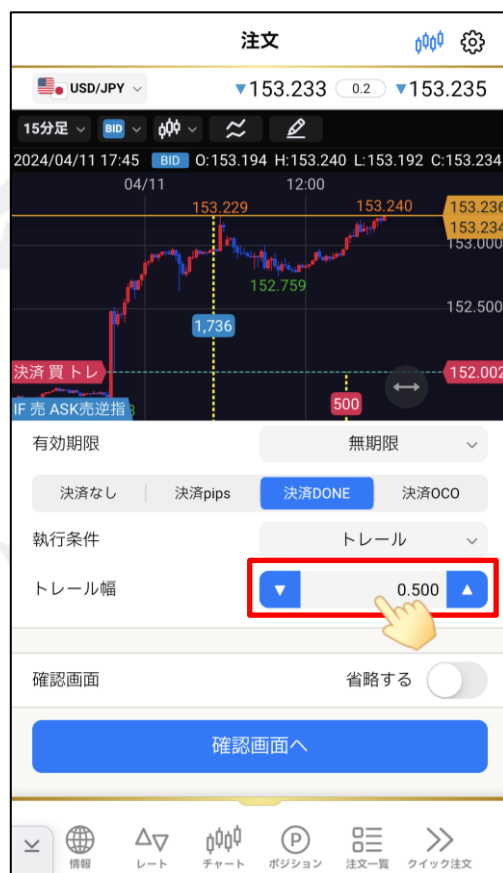 注文
USD/JPY ▼153.233 0.2 ▼153.235
15分足 BID
2024/04/11 17:45 BID O:153.194 H:153.240 L:153.192 C:153.234
04/11 12:00
153.229 153.240 153.236
153.234
153.000
152.759
152.500
1,736
決済 買 トレ 152.002
IF 売 ASK売逆指 500
有効期限 無期限
決済なし 決済pips 決済DONE 決済OCO
執行条件 トレール
トレール幅 ▼ 0.500 ▲
確認画面 省略する
確認画面へ
情報 レート チャート ポジション 注文一覧 クイック注文